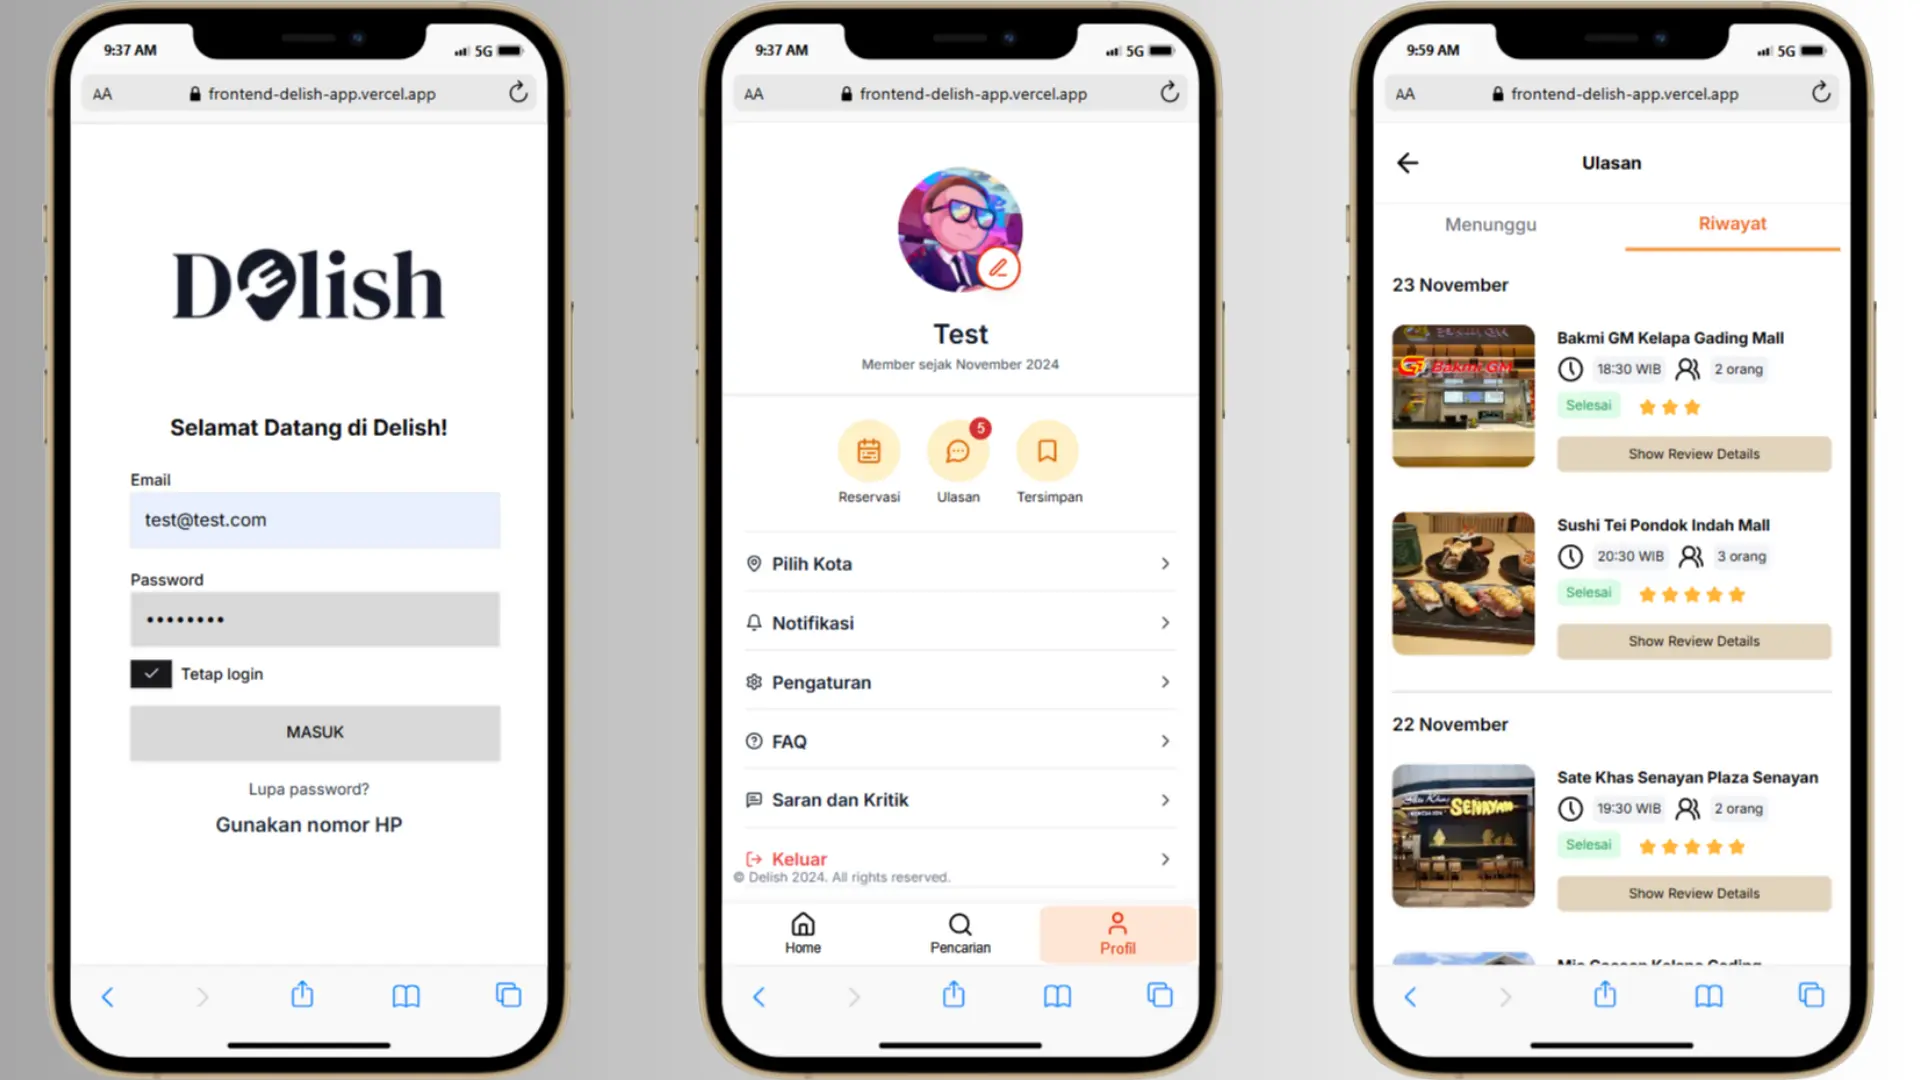 9:37 AM
5G
AA
frontend-delish-app.vercel.app
Delish
Selamat Datang di Delish!
Email
test@test.com
Password
••••••••
Tetap login
MASUK
Lupa password?
Gunakan nomor HP
9:37 AM
5G
AA
frontend-delish-app.vercel.app
Test
Member sejak November 2024
5
Reservasi
Ulasan
Tersimpan
Pilih Kota
Notifikasi
Pengaturan
FAQ
Saran dan Kritik
Keluar
© Delish 2024. All rights reserved.
Home
Pencarian
Profil
9:59 AM
5G
AA
frontend-delish-app.vercel.app
Ulasan
Menunggu
Riwayat
23 November
Bakmi GM
Bakmi GM Kelapa Gading Mall
18:30 WIB
2 orang
Selesai
Show Review Details
Sushi Tei Pondok Indah Mall
20:30 WIB
3 orang
Selesai
Show Review Details
22 November
SENAYAN
Sate Khas Senayan Plaza Senayan
19:30 WIB
2 orang
Selesai
Show Review Details